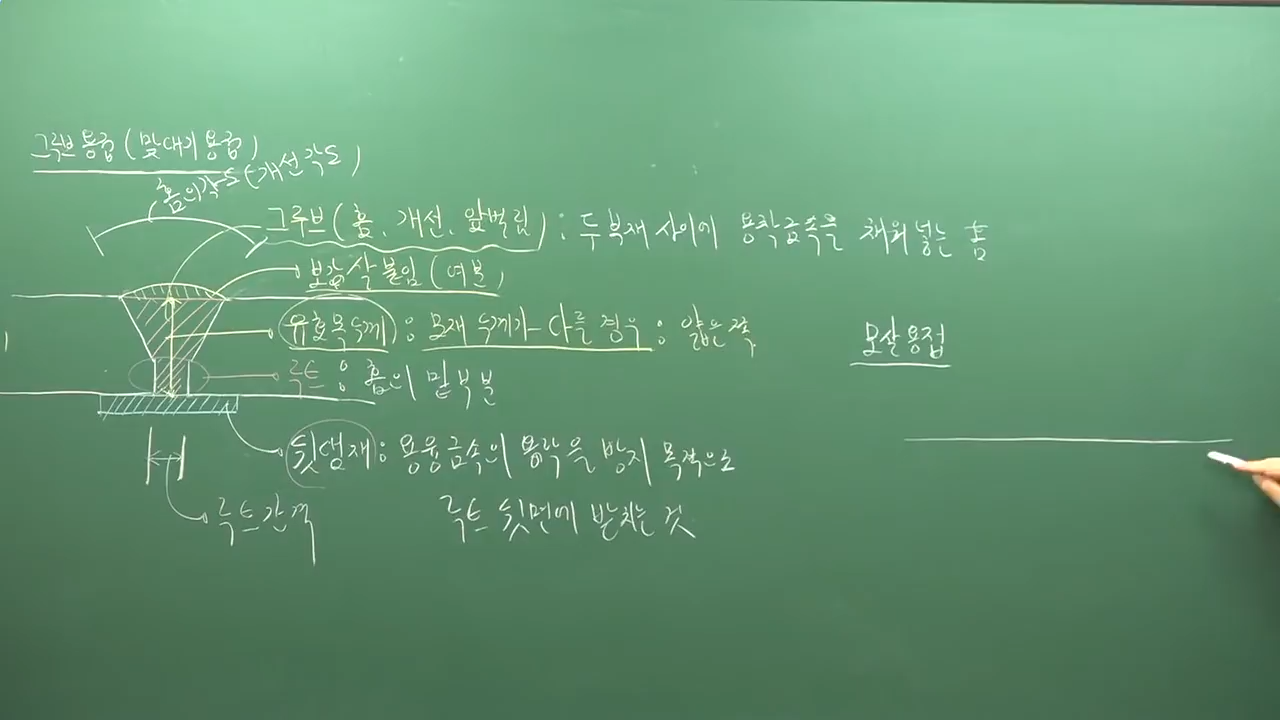 그루브용접(맞대기용접)
홈의각도(개선각도)
그루브(홈, 개선, 앞벌림) : 두 부재 사이에 용착금속을 채워넣는 홈
보강살붙임(여분)
유효목두께 : 모재 두께가 다를 경우 : 얇은쪽
루트 : 홈의 밑부분
뒷댐재 : 용융금속의 용락을 방지 목적으로
루트 뒷면에 받치는 것
루트간격
모살용접